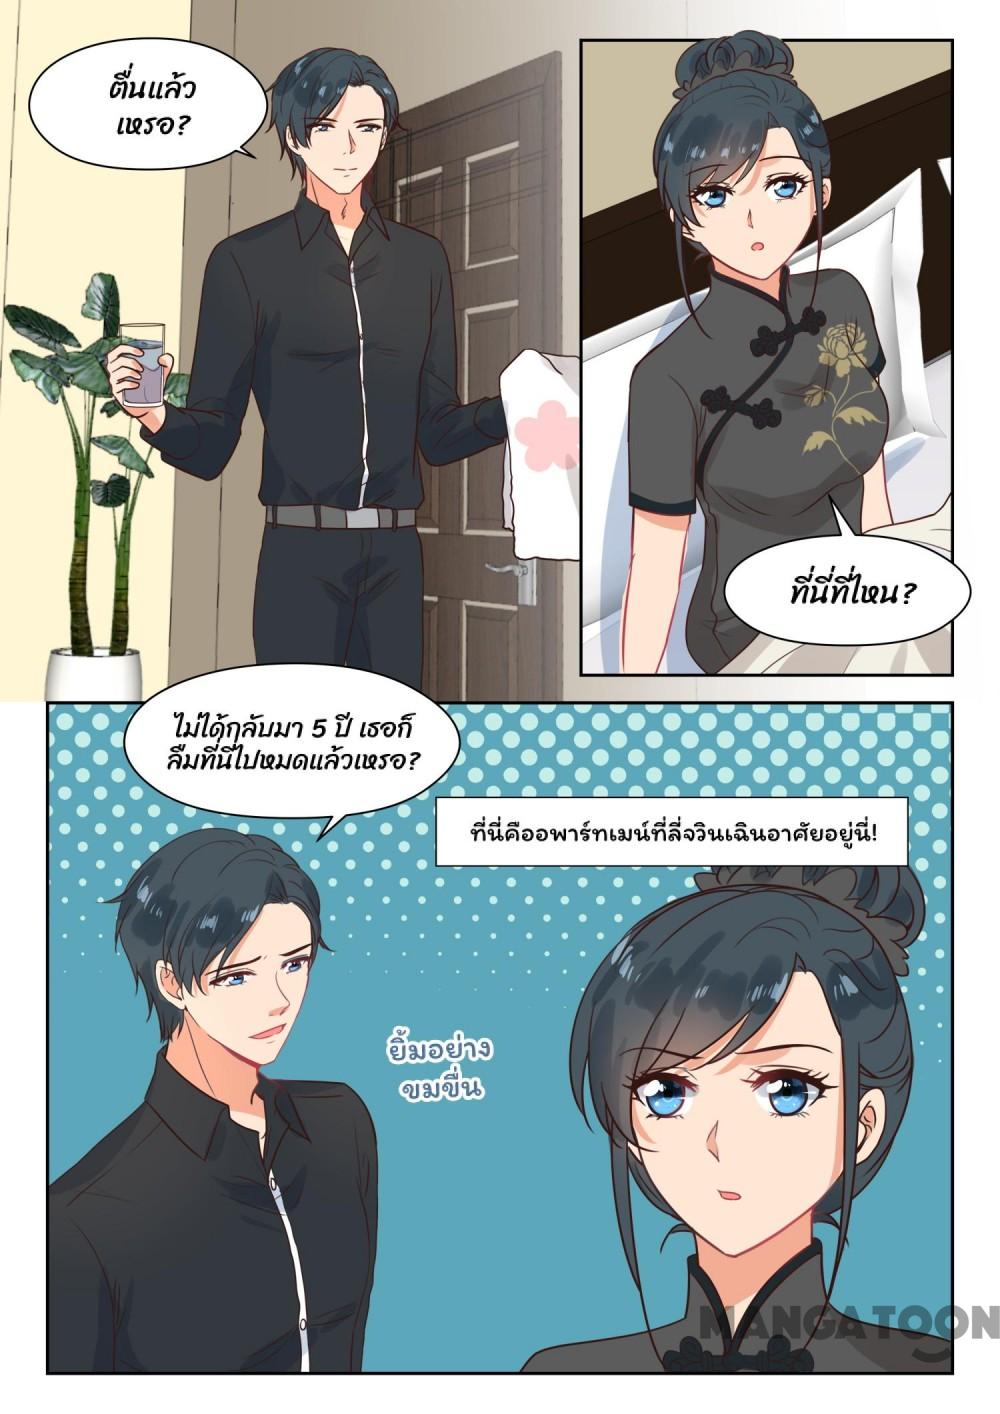 ตื่นแล้ว
เหรอ?
ที่นี่ที่ไหน?
ไม่ได้กลับมา 5 ปี เธอก็
ลืมที่นี่ไปหมดแล้วเหรอ?
ที่นี่คืออพาร์ทเมน์ที่ลี่จวินเฉินอาศัยอยู่นี่!
ยิ้มอย่าง
ขมขื่น
MANGATOON